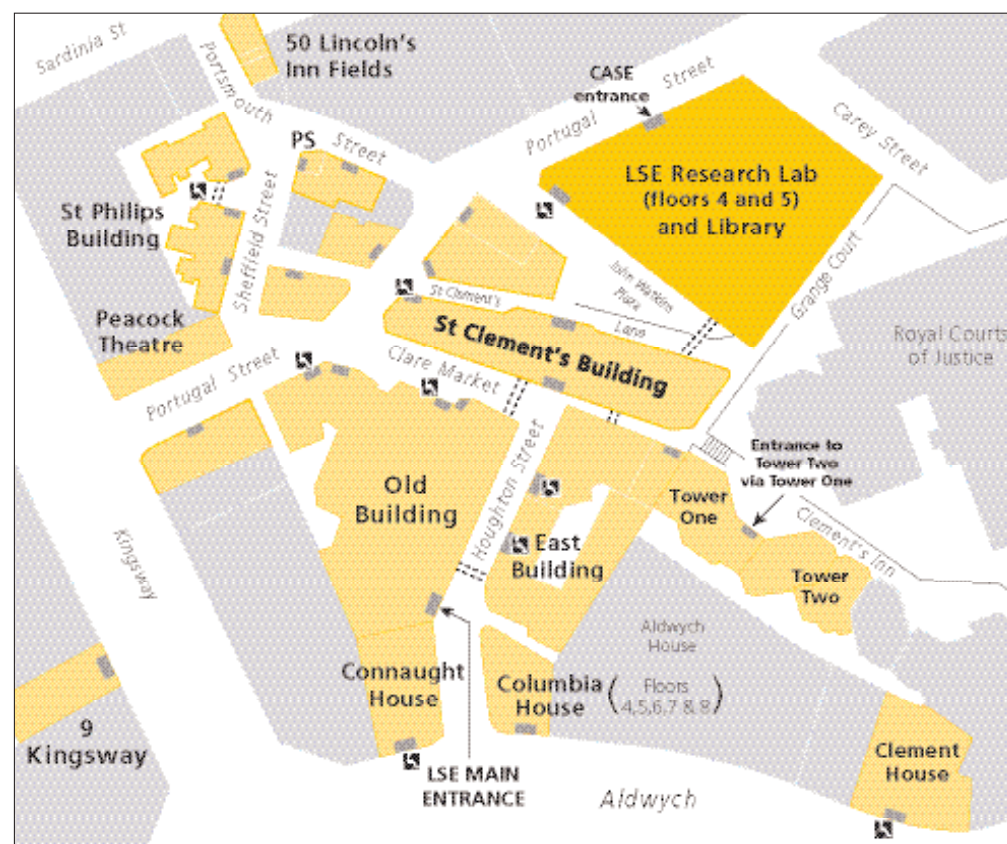 Sardinia St
Portsmouth
Street
50 Lincoln's
Inn Fields
CASE
entrance
Portugal Street
Carey Street
PS
LSE Research Lab
(floors 4 and 5)
and Library
St Philips
Building
Sheffield Street
John Watkins
Plaza
Grange Court
St Clement's
Lane
Peacock
Theatre
St Clement's Building
Royal Courts
of Justice
Portugal Street
Clare Market
Houghton Street
Entrance to
Tower Two
via Tower One
Old
Building
Tower
One
Clement's Inn
Kingsway
East
Building
Tower
Two
Aldwych
House
Connaught
House
Columbia
House
( Floors
4,5,6,7 & 8 )
9
Kingsway
Clement
House
LSE MAIN
ENTRANCE
Aldwych